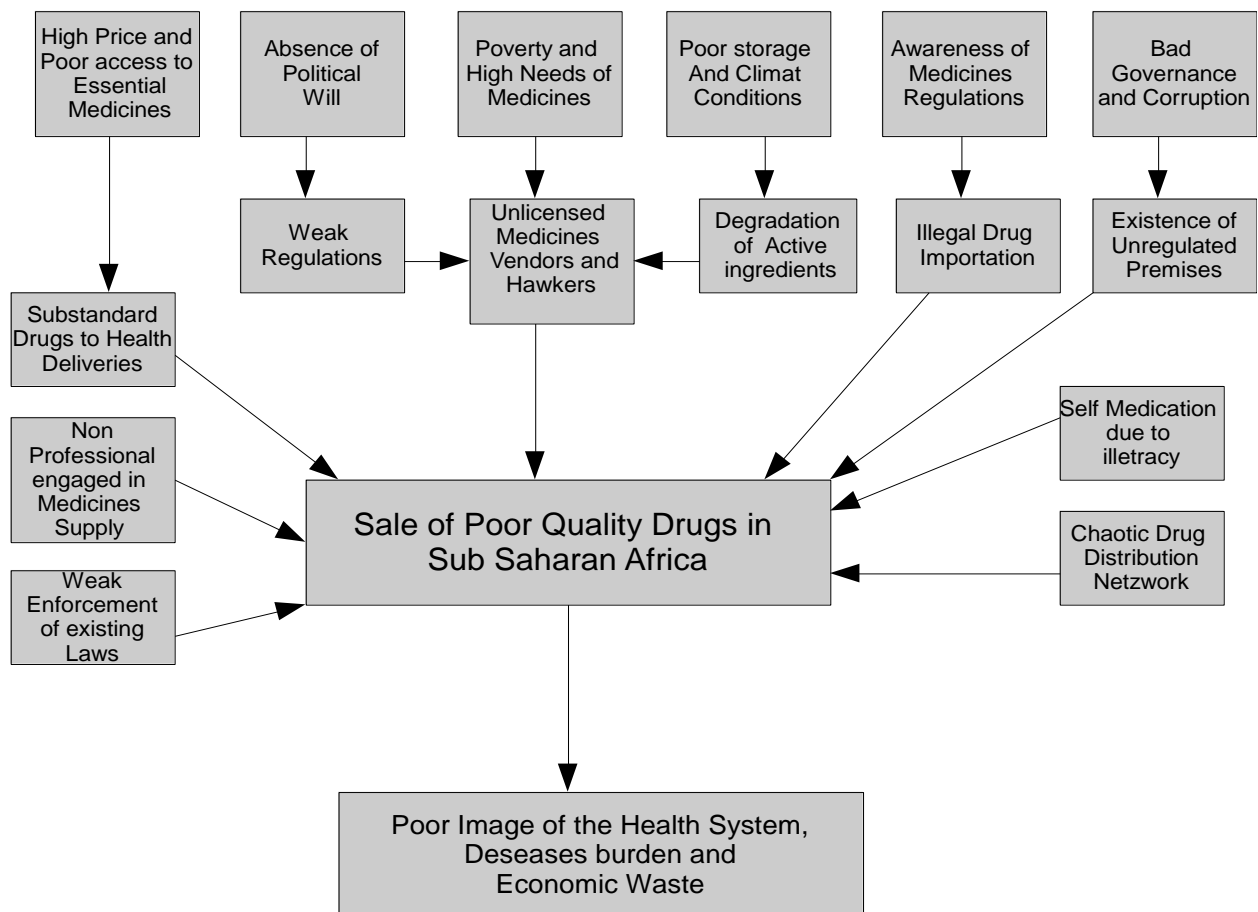 High Price and
Poor access to
Essential
Medicines
Absence of
Political
Will
Poverty and
High Needs of
Medicines
Poor storage
And Climat
Conditions
Awareness of
Medicines
Regulations
Bad
Governance
and Corruption
Weak
Regulations
Unlicensed
Medicines
Vendors and
Hawkers
Degradation
of Active
ingredients
Illegal Drug
Importation
Existence of
Unregulated
Premises
Substandard
Drugs to Health
Deliveries
Non
Professional
engaged in
Medicines
Supply
Weak
Enforcement
of existing
Laws
Self Medication
due to
illetracy
Chaotic Drug
Distribution
Netzwork
Sale of Poor Quality Drugs in
Sub Saharan Africa
Poor Image of the Health System,
Deseases burden and
Economic Waste